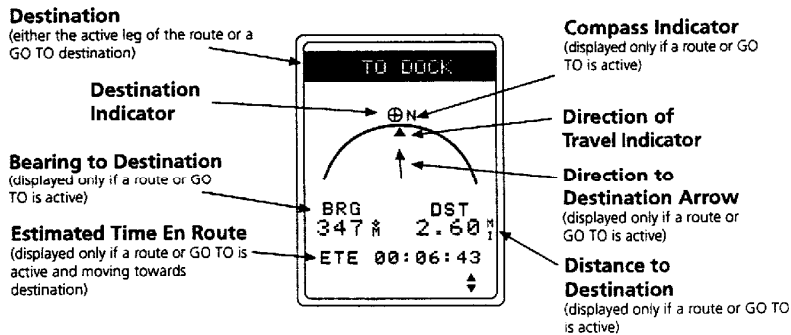 Destination
(either the active leg of the route or a
GO TO destination)
Destination
Indicator
Bearing to Destination
(displayed only if a route or GO
TO is active)
Estimated Time En Route
(displayed only if a route or GO TO is
active and moving towards
destination)
TO DOCK
N
BRG
DST
347° M
2.60 MI
ETE 00:06:43
Compass Indicator
(displayed only if a route or GO
TO is active)
Direction of
Travel Indicator
Direction to
Destination Arrow
(displayed only if a route or
GO TO is active)
Distance to
Destination
(displayed only if a route or GO TO
is active)